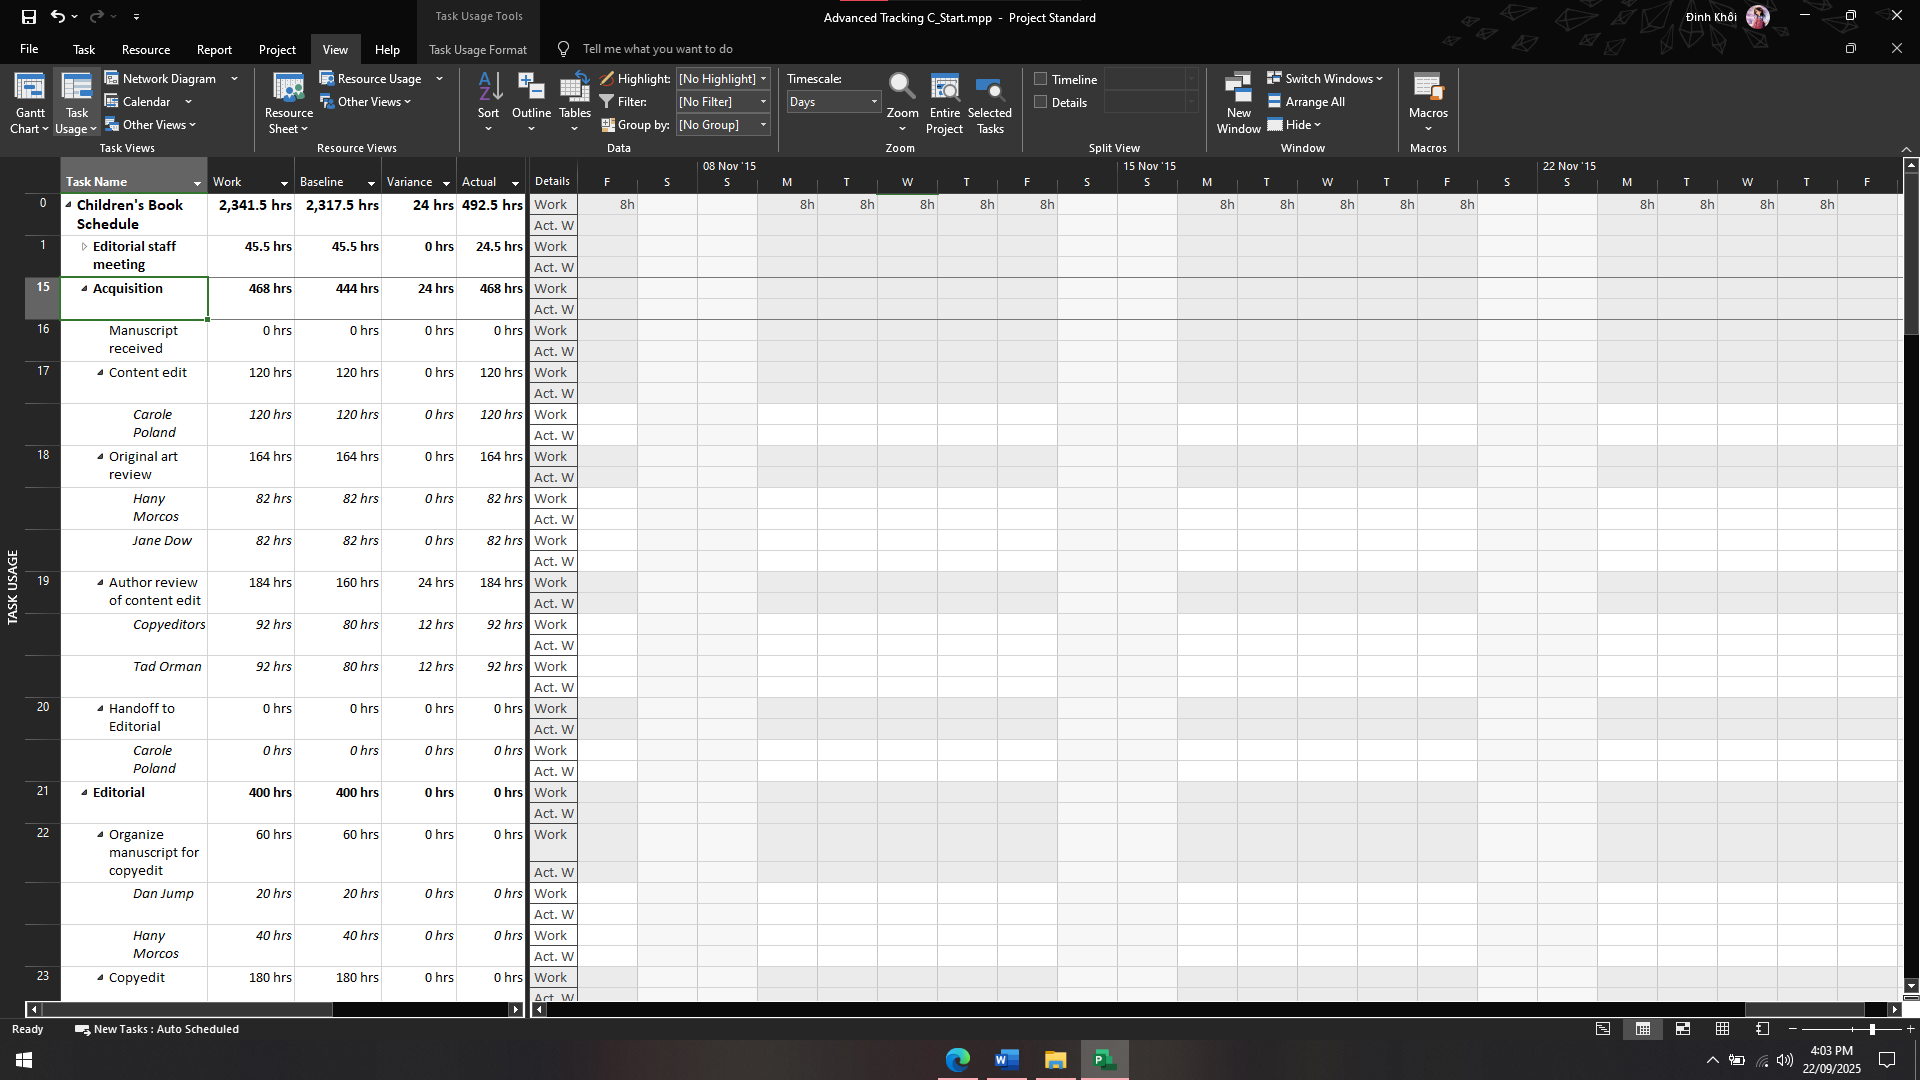 Task Usage Tools
Advanced Tracking C_Start.mpp - Project Standard
Đinh Khôi
File Task Resource Report Project View Help Task Usage Format Tell me what you want to do
Gantt Chart
Task Usage
Network Diagram
Calendar
Other Views
Task Views
Resource Sheet
Resource Usage
Other Views
Resource Views
Sort
Outline
Tables
Highlight: [No Highlight]
Filter: [No Filter]
Group by: [No Group]
Data
Timescale:
Days
Zoom
Entire Project
Selected Tasks
Zoom
Timeline
Details
Split View
New Window
Switch Windows
Arrange All
Hide
Window
Macros
Macros
08 Nov '15 15 Nov '15 22 Nov '15
Task Name Work Baseline Variance Actual Details F S S M T W T F S S M T W T F S S M T W T F
0 Children's Book Schedule 2,341.5 hrs 2,317.5 hrs 24 hrs 492.5 hrs Work 8h 8h 8h 8h 8h 8h 8h 8h 8h 8h 8h 8h 8h 8h 8h
Act. W
1 Editorial staff meeting 45.5 hrs 45.5 hrs 0 hrs 24.5 hrs Work
Act. W
15 Acquisition 468 hrs 444 hrs 24 hrs 468 hrs Work
Act. W
16 Manuscript received 0 hrs 0 hrs 0 hrs 0 hrs Work
Act. W
17 Content edit 120 hrs 120 hrs 0 hrs 120 hrs Work
Act. W
Carole Poland 120 hrs 120 hrs 0 hrs 120 hrs Work
Act. W
18 Original art review 164 hrs 164 hrs 0 hrs 164 hrs Work
Act. W
Hany Morcos 82 hrs 82 hrs 0 hrs 82 hrs Work
Act. W
Jane Dow 82 hrs 82 hrs 0 hrs 82 hrs Work
Act. W
19 Author review of content edit 184 hrs 160 hrs 24 hrs 184 hrs Work
Act. W
Copyeditors 92 hrs 80 hrs 12 hrs 92 hrs Work
Act. W
Tad Orman 92 hrs 80 hrs 12 hrs 92 hrs Work
Act. W
20 Handoff to Editorial 0 hrs 0 hrs 0 hrs 0 hrs Work
Act. W
Carole Poland 0 hrs 0 hrs 0 hrs 0 hrs Work
Act. W
21 Editorial 400 hrs 400 hrs 0 hrs 0 hrs Work
Act. W
22 Organize manuscript for copyedit 60 hrs 60 hrs 0 hrs 0 hrs Work
Act. W
Dan Jump 20 hrs 20 hrs 0 hrs 0 hrs Work
Act. W
Hany Morcos 40 hrs 40 hrs 0 hrs 0 hrs Work
Act. W
23 Copyedit 180 hrs 180 hrs 0 hrs 0 hrs Work
Act. W
TASK USAGE
Ready New Tasks : Auto Scheduled
4:03 PM
22/09/2025